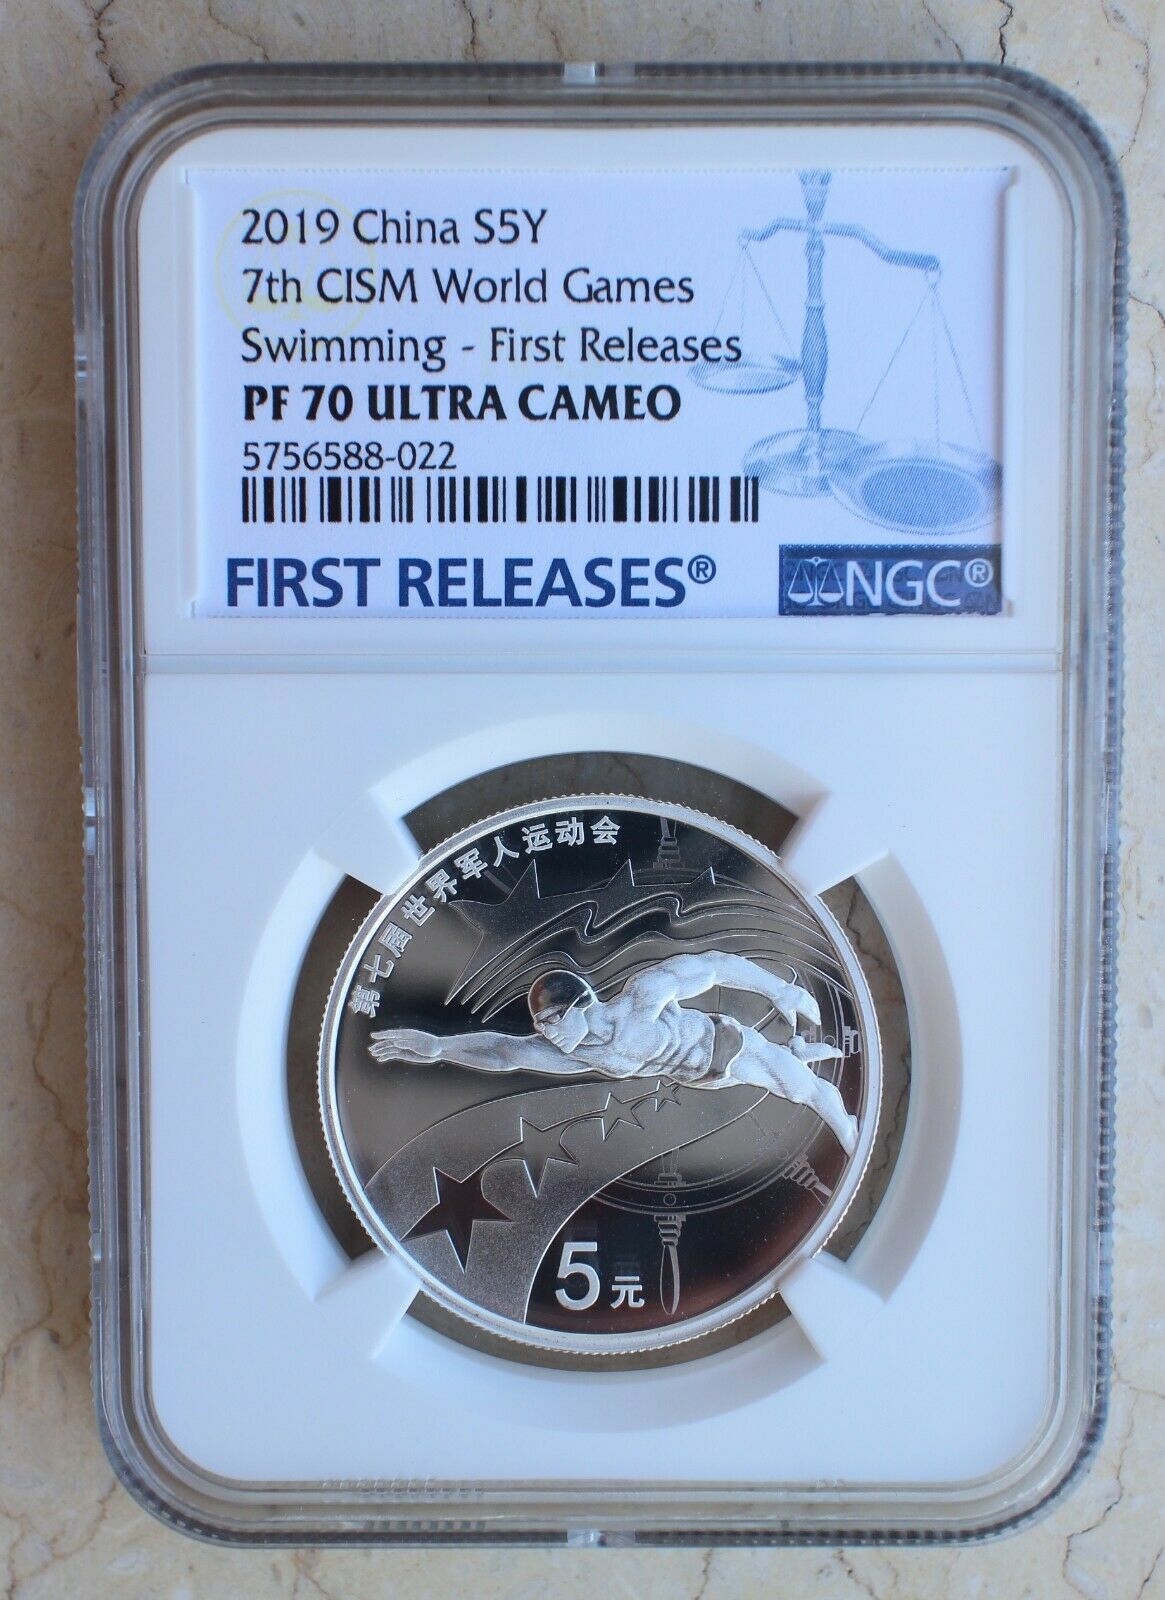 2019 China S5Y
7th CISM World Games
Swimming - First Releases
PF 70 ULTRA CAMEO
5756588-022
FIRST RELEASES®
NGC®
第七届世界军人运动会
5元